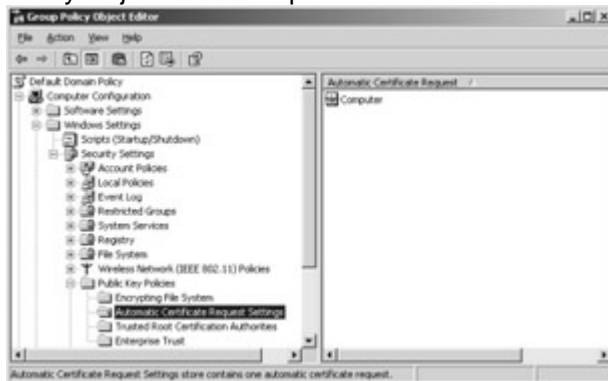 Group Policy Object Editor
File Action View Help
Default Domain Policy
Computer Configuration
Software Settings
Windows Settings
Scripts (Startup/Shutdown)
Security Settings
Account Policies
Local Policies
Event Log
Restricted Groups
System Services
Registry
File System
Wireless Network (IEEE 802.11) Policies
Public Key Policies
Encrypting File System
Automatic Certificate Request Settings
Trusted Root Certification Authorities
Enterprise Trust
Automatic Certificate Request
Computer
Automatic Certificate Request Settings store contains one automatic certificate request.